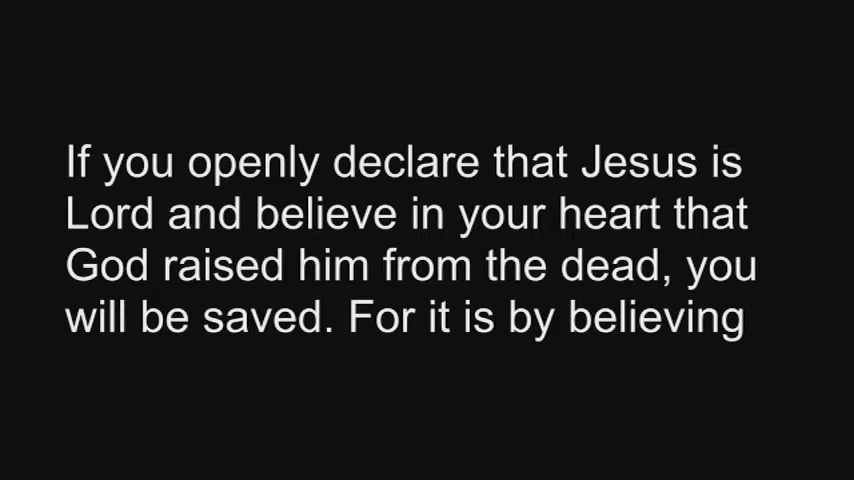 If you openly declare that Jesus is
Lord and believe in your heart that
God raised him from the dead, you
will be saved. For it is by believing